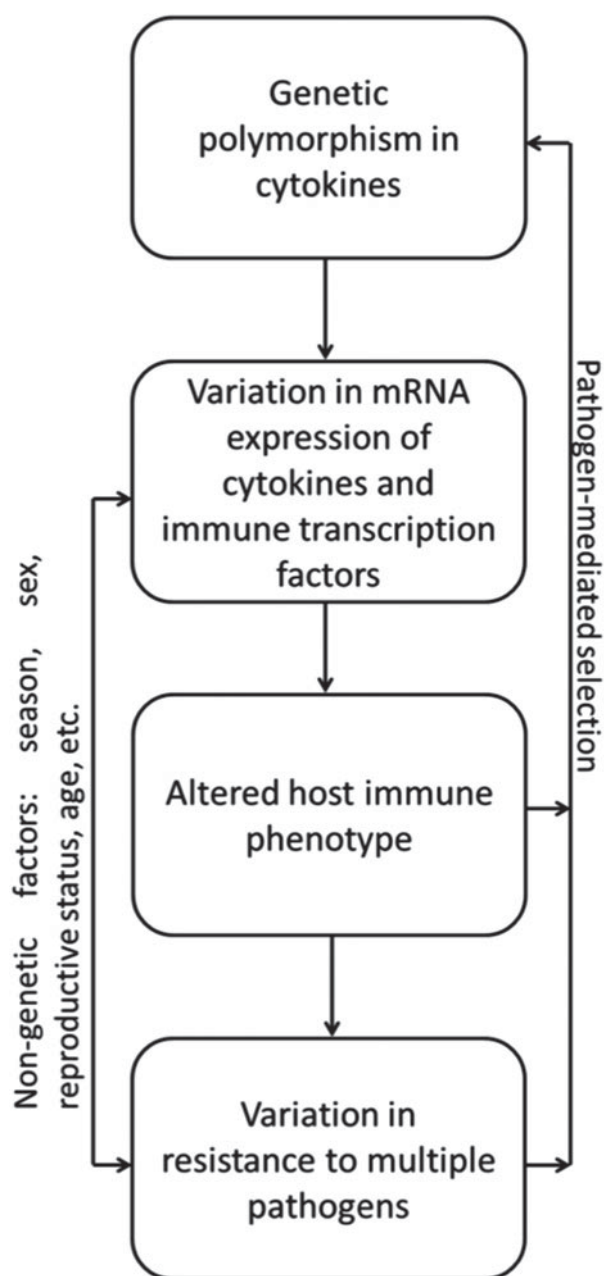 Genetic
polymorphism in
cytokines
Variation in mRNA
expression of
cytokines and
immune transcription
factors
Altered host immune
phenotype
Variation in
resistance to multiple
pathogens
Non-genetic factors: season, sex,
reproductive status, age, etc.
Pathogen-mediated selection